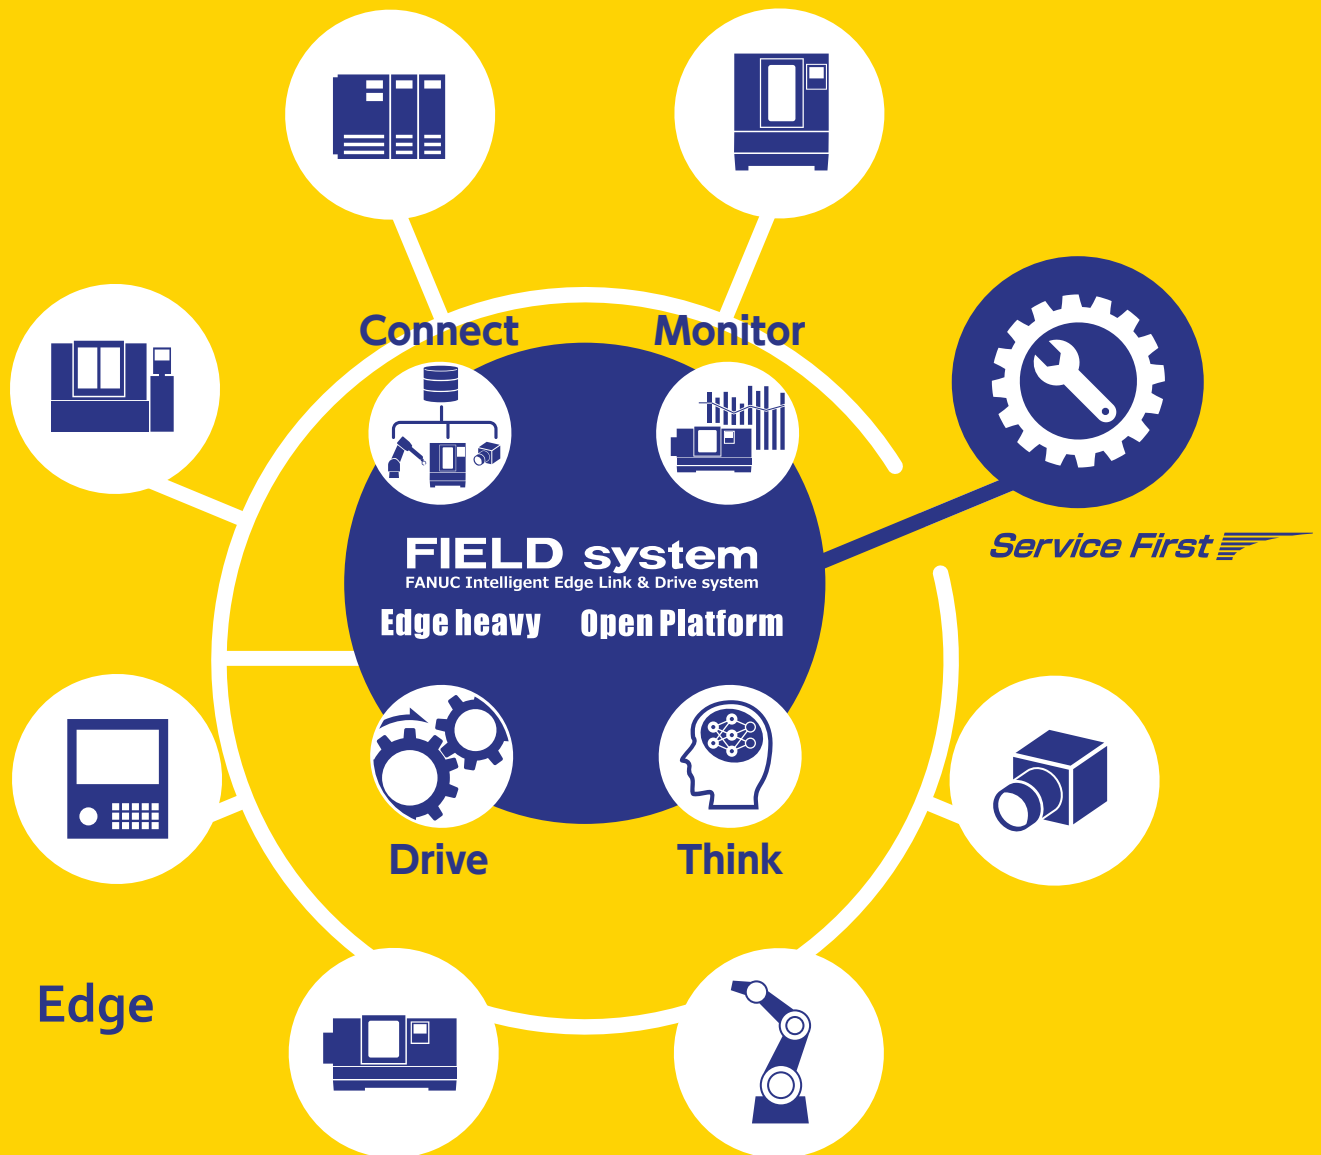 Connect
Monitor
FIELD system
FANUC Intelligent Edge Link & Drive system
Edge heavy
Open Platform
Service First
Drive
Think
Edge